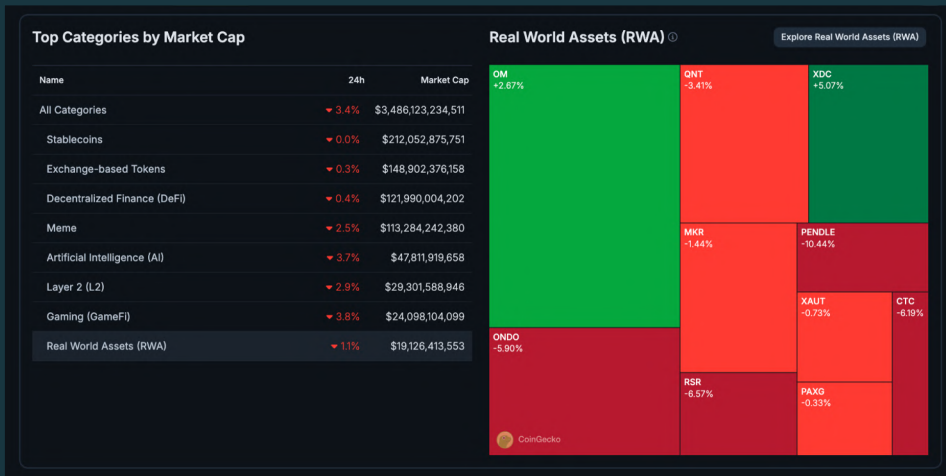 Top Categories by Market Cap
Name 24h Market Cap
All Categories 3.4% $3,486,123,234,511
Stablecoins 0.0% $212,052,875,751
Exchange-based Tokens 0.3% $148,902,376,158
Decentralized Finance (DeFi) 0.4% $121,990,004,202
Meme 2.5% $113,284,242,380
Artificial Intelligence (AI) 3.7% $47,811,919,658
Layer 2 (L2) 2.9% $29,301,588,946
Gaming (GameFi) 3.8% $24,098,104,099
Real World Assets (RWA) 1.1% $19,126,413,553
Real World Assets (RWA)
Explore Real World Assets (RWA)
OM
+2.67%
QNT
-3.41%
XDC
+5.07%
MKR
-1.44%
PENDLE
-10.44%
XAUT
-0.73%
CTC
-6.19%
ONDO
-5.90%
RSR
-6.57%
PAXG
-0.33%
CoinGecko